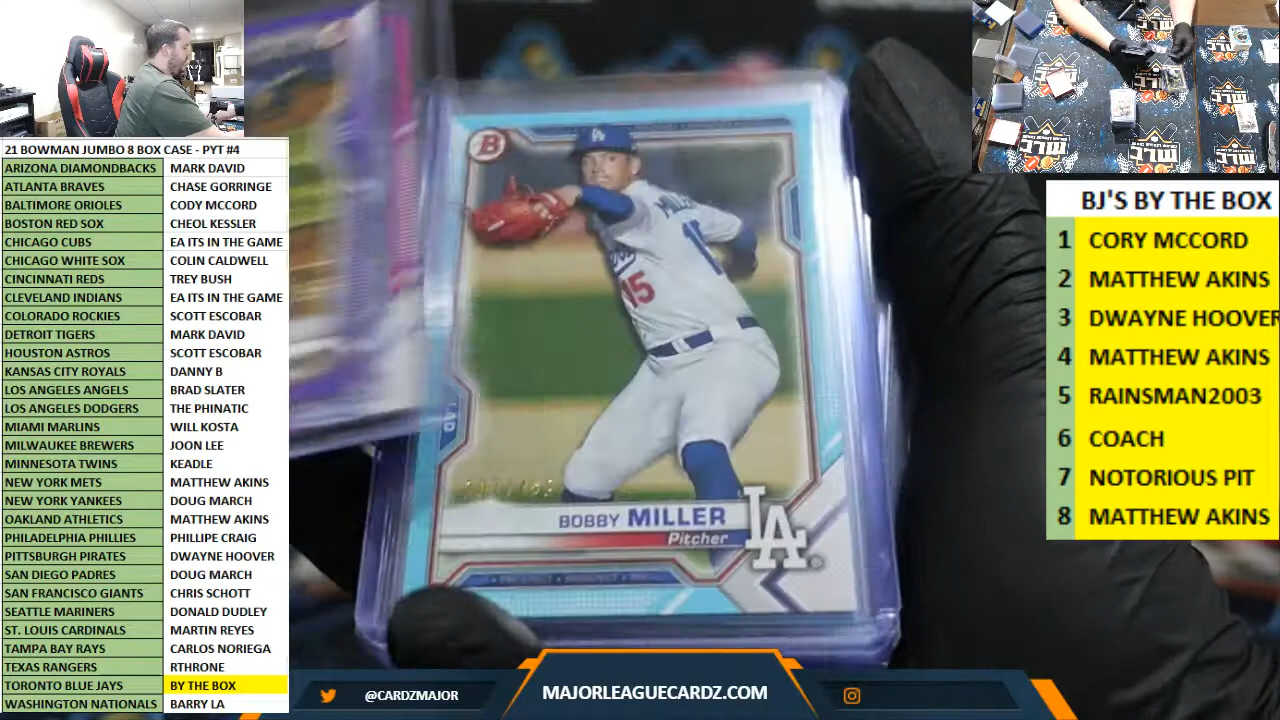 21 BOWMAN JUMBO 8 BOX CASE - PYT #4
ARIZONA DIAMONDBACKS MARK DAVID
ATLANTA BRAVES CHASE GORRINGE
BALTIMORE ORIOLES CODY MCCORD
BOSTON RED SOX CHEOL KESSLER
CHICAGO CUBS EA ITS IN THE GAME
CHICAGO WHITE SOX COLIN CALDWELL
CINCINNATI REDS TREY BUSH
CLEVELAND INDIANS EA ITS IN THE GAME
COLORADO ROCKIES SCOTT ESCOBAR
DETROIT TIGERS MARK DAVID
HOUSTON ASTROS SCOTT ESCOBAR
KANSAS CITY ROYALS DANNY B
LOS ANGELES ANGELS BRAD SLATER
LOS ANGELES DODGERS THE PHINATIC
MIAMI MARLINS WILL KOSTA
MILWAUKEE BREWERS JOON LEE
MINNESOTA TWINS KEADLE
NEW YORK METS MATTHEW AKINS
NEW YORK YANKEES DOUG MARCH
OAKLAND ATHLETICS MATTHEW AKINS
PHILADELPHIA PHILLIES PHILLIPE CRAIG
PITTSBURGH PIRATES DWAYNE HOOVER
SAN DIEGO PADRES DOUG MARCH
SAN FRANCISCO GIANTS CHRIS SCHOTT
SEATTLE MARINERS DONALD DUDLEY
ST. LOUIS CARDINALS MARTIN REYES
TAMPA BAY RAYS CARLOS NORIEGA
TEXAS RANGERS RTHRONE
TORONTO BLUE JAYS BY THE BOX
WASHINGTON NATIONALS BARRY LA
B
LA
15
LAD
BOBBY MILLER
Pitcher
LA
BJ'S BY THE BOX
1 CORY MCCORD
2 MATTHEW AKINS
3 DWAYNE HOOVER
4 MATTHEW AKINS
5 RAINSMAN2003
6 COACH
7 NOTORIOUS PIT
8 MATTHEW AKINS
@CARDZMAJOR
MAJORLEAGUECARDZ.COM